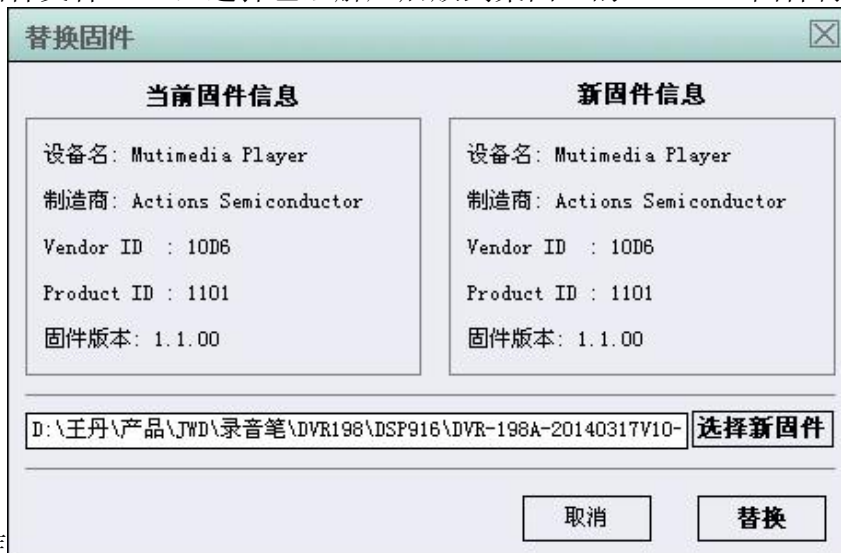 替换固件
当前固件信息
设备名: Mutimedia Player
制造商: Actions Semiconductor
Vendor ID : 10D6
Product ID : 1101
固件版本: 1.1.00
新固件信息
设备名: Mutimedia Player
制造商: Actions Semiconductor
Vendor ID : 10D6
Product ID : 1101
固件版本: 1.1.00
D:\王丹\产品\JWD\录音笔\DVR198\DSP916\DVR-198A-20140317V10-
选择新固件
取消
替换